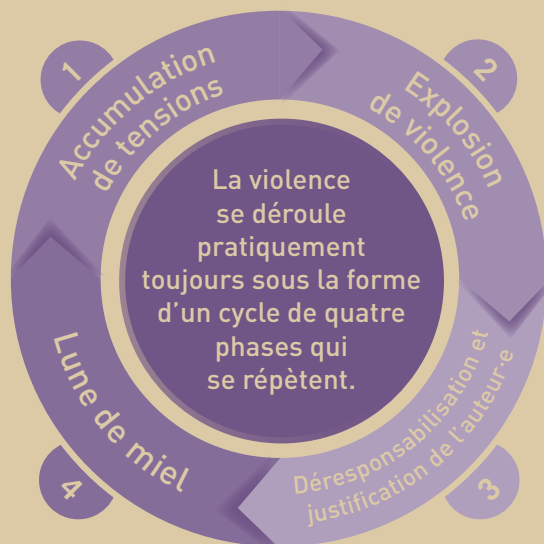 1
Accumulation
de tensions
2
Explosion
de violence
La violence
se déroule
pratiquement
toujours sous la forme
d'un cycle de quatre
phases qui
se répètent.
3
Déresponsabilisation et
justification de l'auteur·e
4
Lune de miel